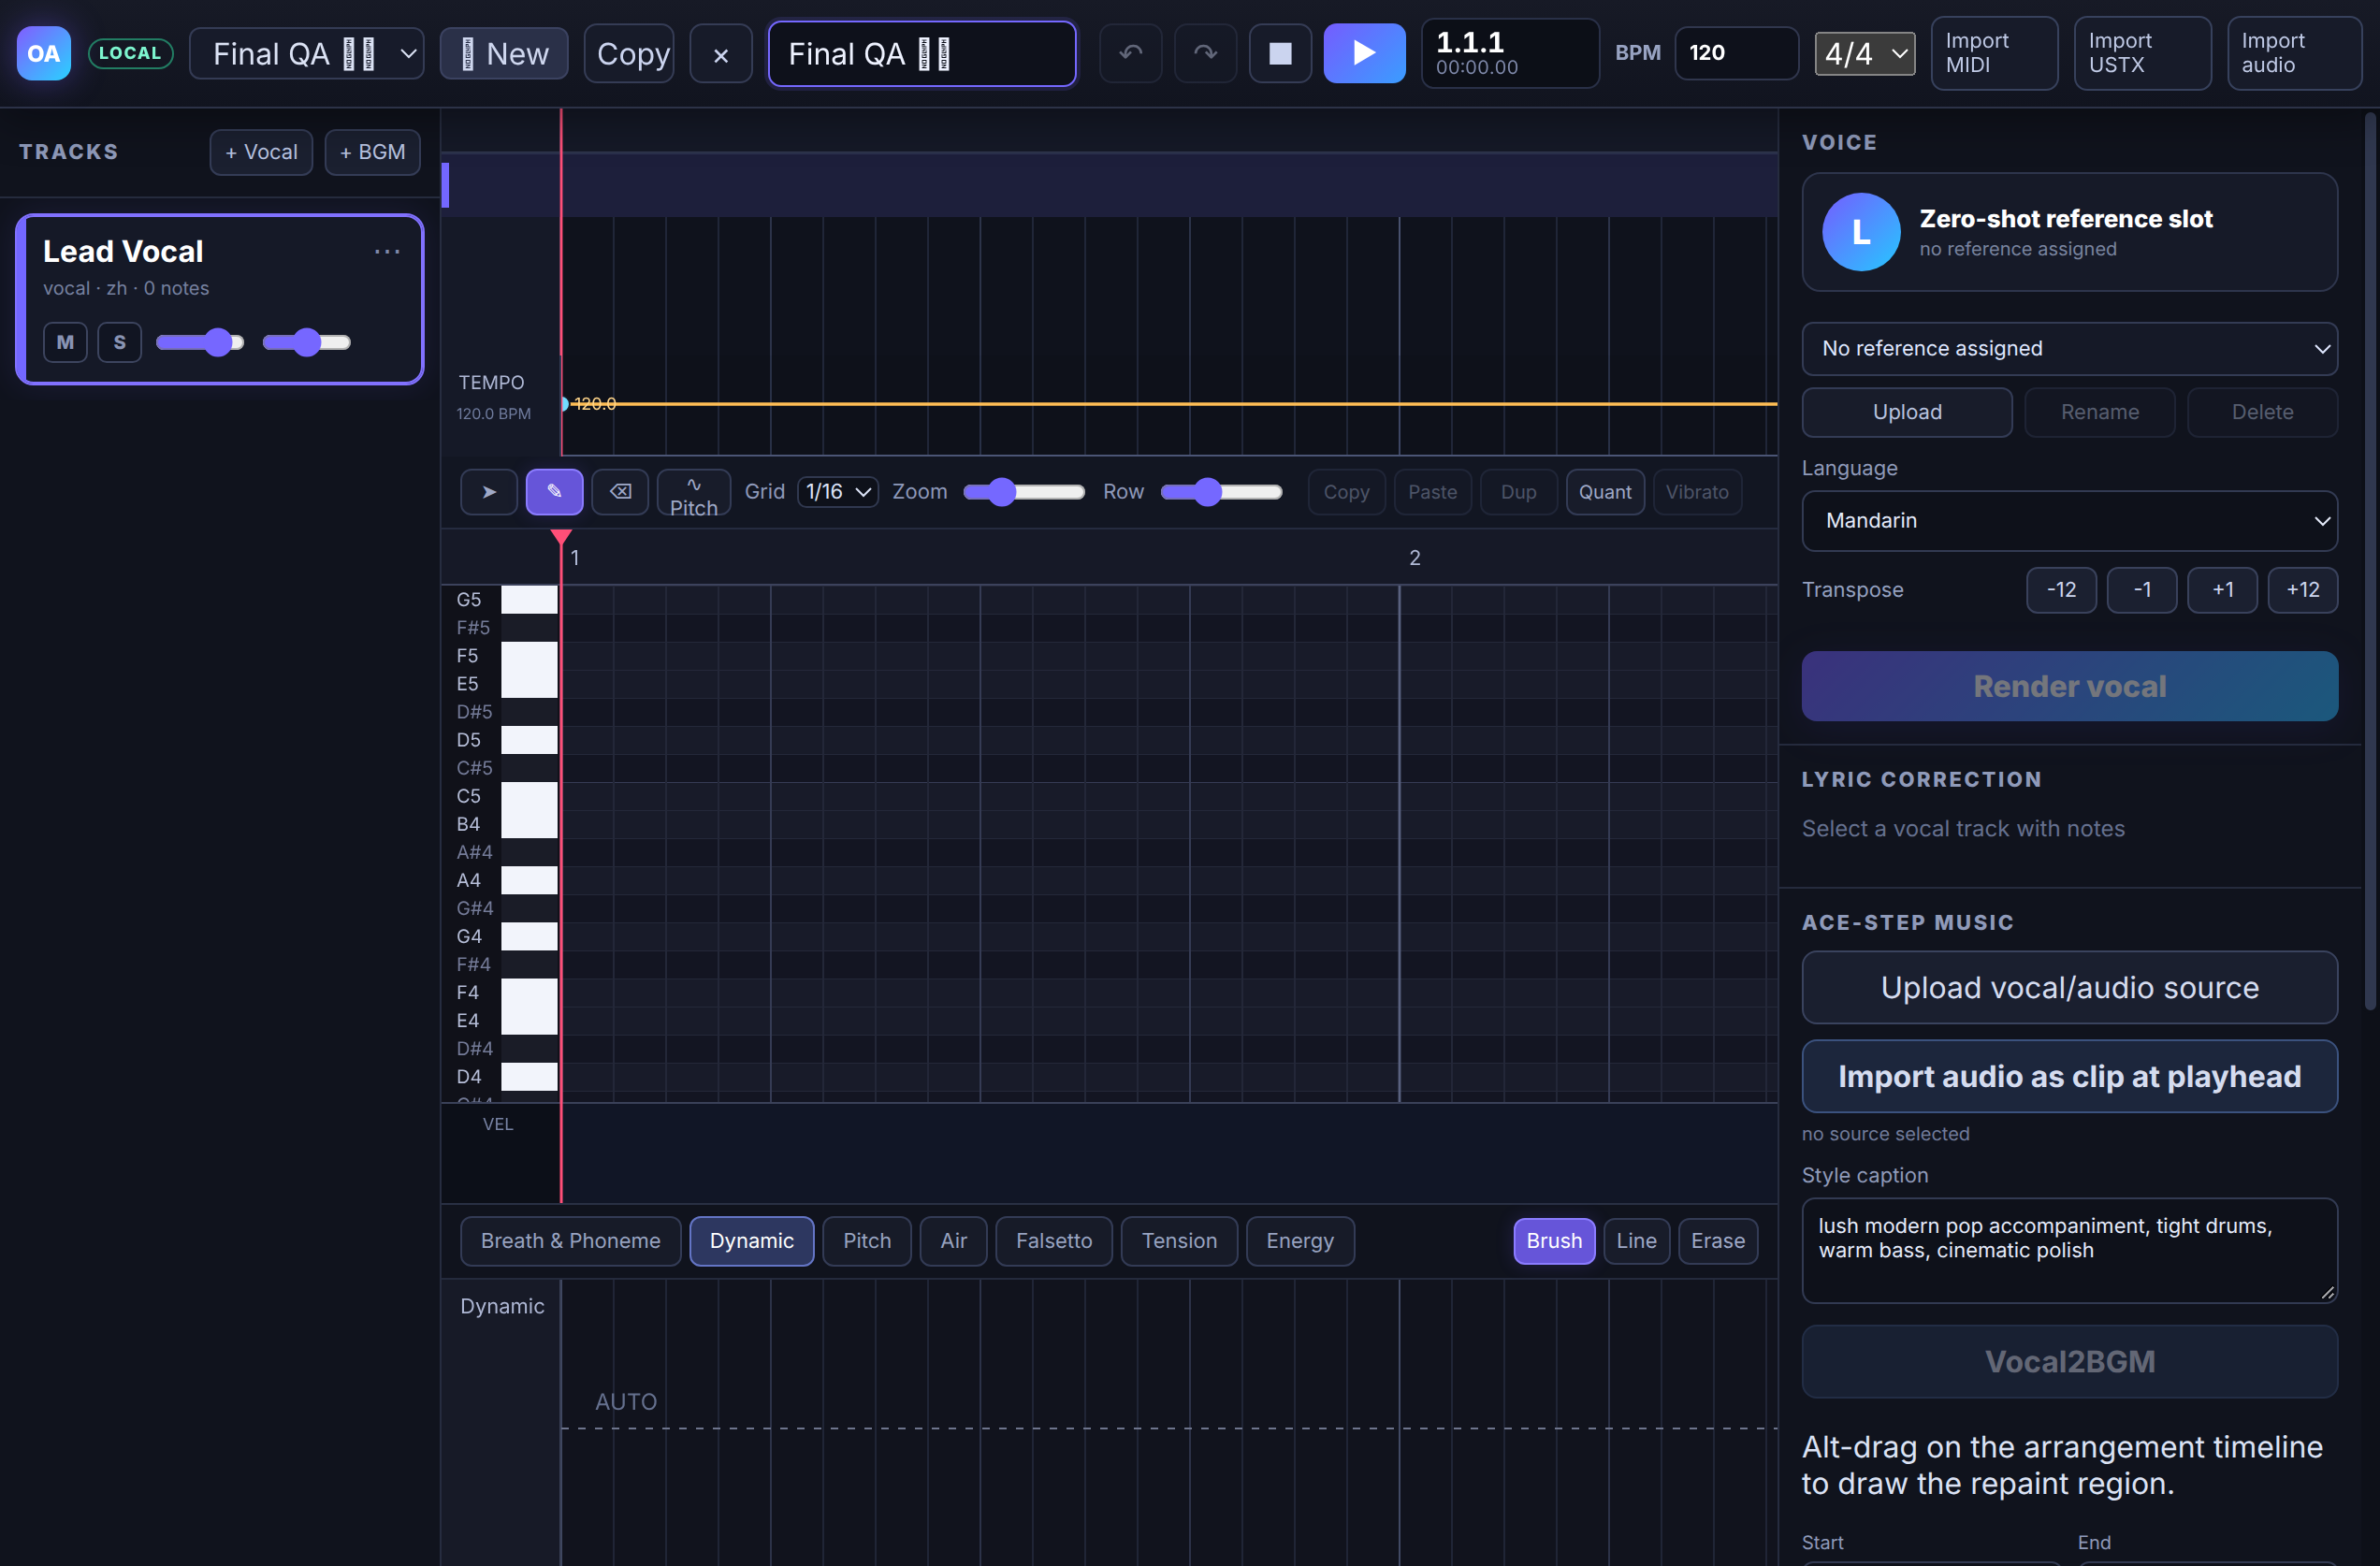 OA
LOCAL
Final QA
New
Copy
×
Final QA
1.1.1
00:00.00
BPM
120
4/4
Import
MIDI
Import
USTX
Import
audio
TRACKS
+ Vocal
+ BGM
Lead Vocal
···
vocal · zh · 0 notes
M
S
TEMPO
120.0 BPM
120.0
Pitch
Grid
1/16
Zoom
Row
Copy
Paste
Dup
Quant
Vibrato
1
2
G5
F#5
F5
E5
D#5
D5
C#5
C5
B4
A#4
A4
G#4
G4
F#4
F4
E4
D#4
D4
VEL
Breath & Phoneme
Dynamic
Pitch
Air
Falsetto
Tension
Energy
Brush
Line
Erase
Dynamic
AUTO
VOICE
L
Zero-shot reference slot
no reference assigned
No reference assigned
Upload
Rename
Delete
Language
Mandarin
Transpose
-12
-1
+1
+12
Render vocal
LYRIC CORRECTION
Select a vocal track with notes
ACE-STEP MUSIC
Upload vocal/audio source
Import audio as clip at playhead
no source selected
Style caption
lush modern pop accompaniment, tight drums,
warm bass, cinematic polish
Vocal2BGM
Alt-drag on the arrangement timeline
to draw the repaint region.
Start
End